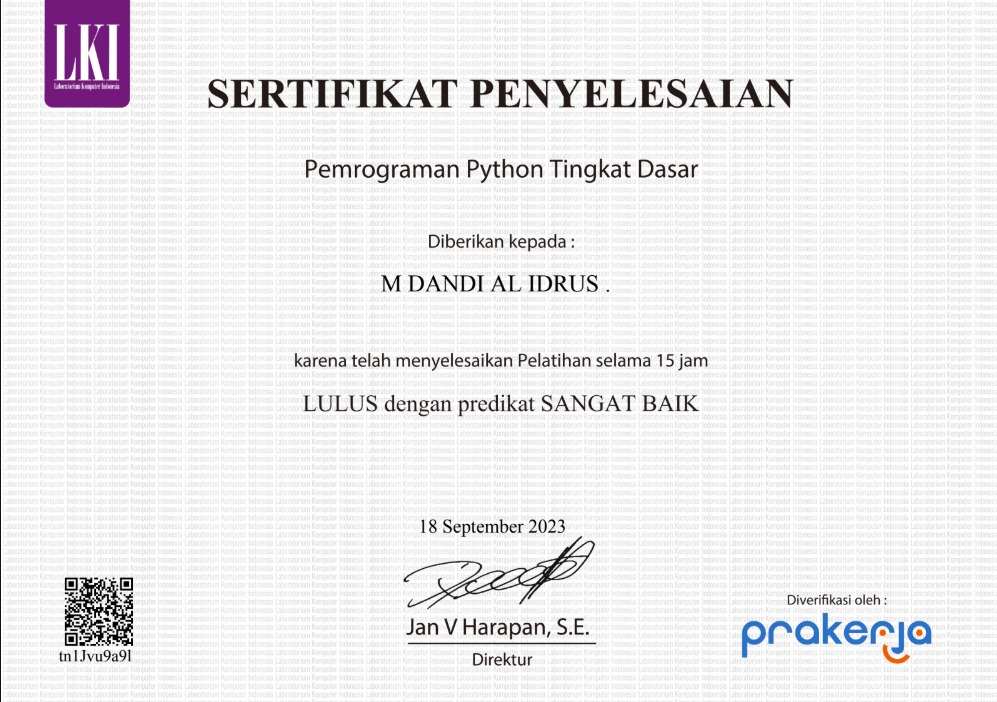 LKI
Laboratorium Komputer Indonesia
SERTIFIKAT PENYELESAIAN
Pemrograman Python Tingkat Dasar
Diberikan kepada :
M DANDI AL IDRUS .
karena telah menyelesaikan Pelatihan selama 15 jam
LULUS dengan predikat SANGAT BAIK
18 September 2023
Jan V Harapan, S.E.
Direktur
tn1Jvu9a9l
Diverifikasi oleh :
prakerja